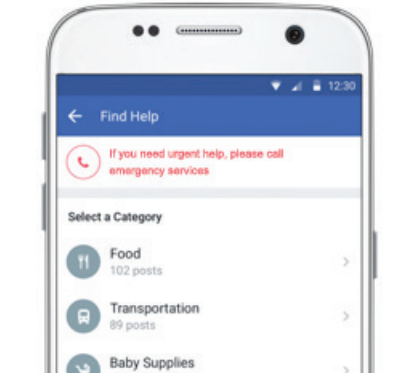 12:30
Find Help
If you need urgent help, please call
emergency services
Select a Category
Food
102 posts
Transportation
89 posts
Baby Supplies